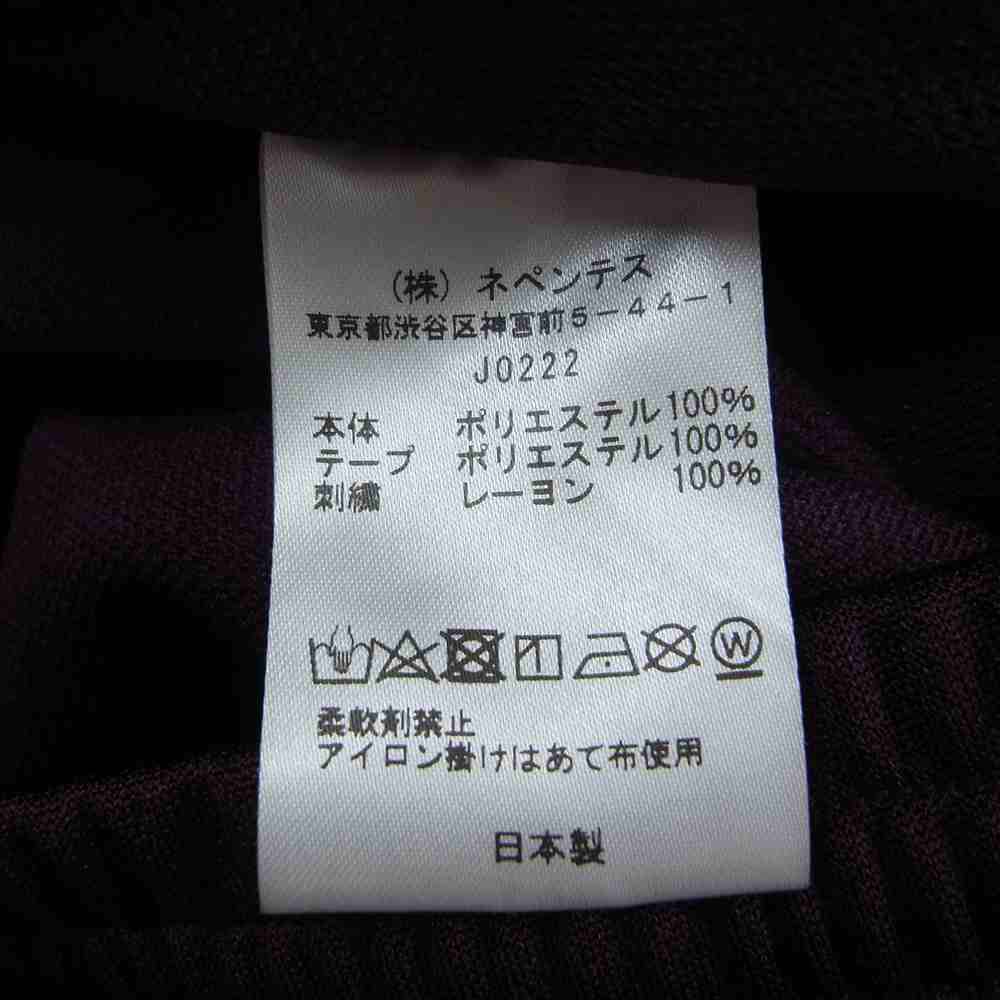 (株) ネペンテス
東京都渋谷区神宮前5-44-1
J0222
本体 ポリエステル100%
テープ ポリエステル100%
刺繍 レーヨン 100%
W
柔軟剤禁止
アイロン掛けはあて布使用
日本製